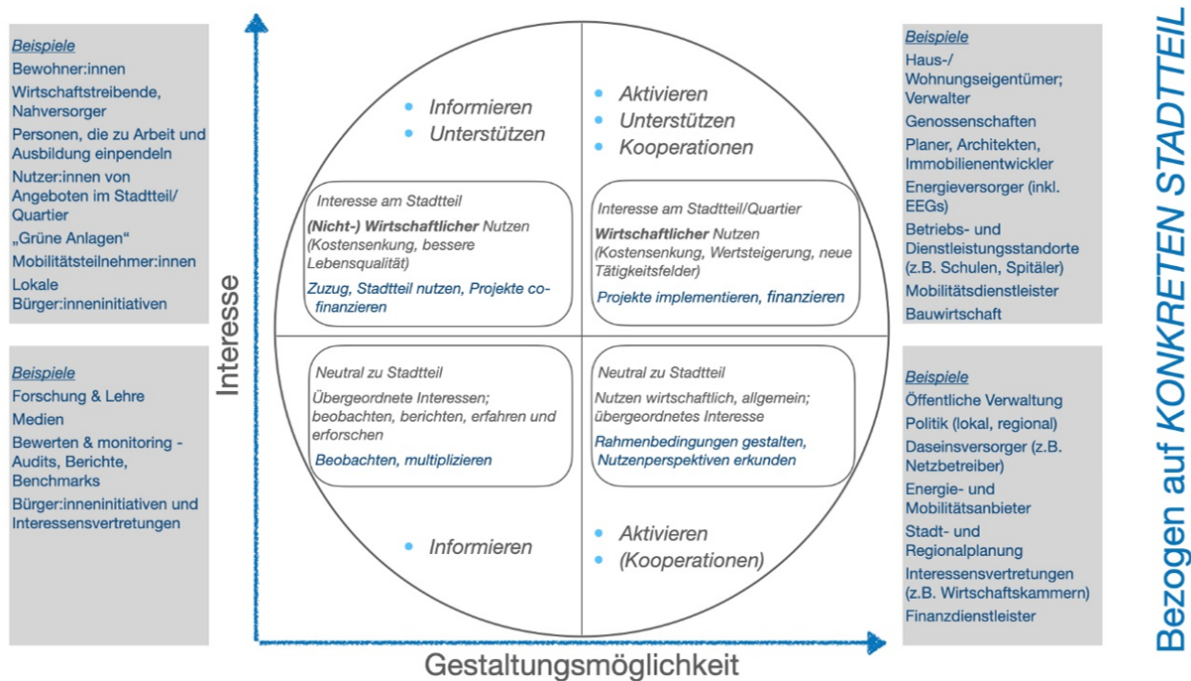 Beispiele
Bewohner:innen
Wirtschaftstreibende,
Nahversorger
Personen, die zu Arbeit und
Ausbildung einpendeln
Nutzer:innen von
Angeboten im Stadtteil/
Quartier
„Grüne Anlagen“
Mobilitätsteilnehmer:innen
Lokale
Bürger:inneninitiativen
Beispiele
Forschung & Lehre
Medien
Bewerten & monitoring -
Audits, Berichte,
Benchmarks
Bürger:inneninitiativen und
Interessensvertretungen
Interesse
Informieren
Unterstützen
Interesse am Stadtteil
(Nicht-) Wirtschaftlicher Nutzen
(Kostensenkung, bessere
Lebensqualität)
Zuzug, Stadtteil nutzen, Projekte co-
finanzieren
Aktivieren
Unterstützen
Kooperationen
Interesse am Stadtteil/Quartier
Wirtschaftlicher Nutzen
(Kostensenkung, Wertsteigerung, neue
Tätigkeitsfelder)
Projekte implementieren, finanzieren
Neutral zu Stadtteil
Übergeordnete Interessen;
beobachten, berichten, erfahren und
erforschen
Beobachten, multiplizieren
Informieren
Neutral zu Stadtteil
Nutzen wirtschaftlich, allgemein;
übergeordnetes Interesse
Rahmenbedingungen gestalten,
Nutzenperspektiven erkunden
Aktivieren
(Kooperationen)
Gestaltungsmöglichkeit
Beispiele
Haus-/
Wohnungseigentümer;
Verwalter
Genossenschaften
Planer, Architekten,
Immobilienentwickler
Energieversorger (inkl.
EEGs)
Betriebs- und
Dienstleistungsstandorte
(z.B. Schulen, Spitäler)
Mobilitätsdienstleister
Bauwirtschaft
Beispiele
Öffentliche Verwaltung
Politik (lokal, regional)
Daseinsversorger (z.B.
Netzbetreiber)
Energie- und
Mobilitätsanbieter
Stadt- und
Regionalplanung
Interessensvertretungen
(z.B. Wirtschaftskammern)
Finanzdienstleister
Bezogen auf KONKRETEN STADTTEIL